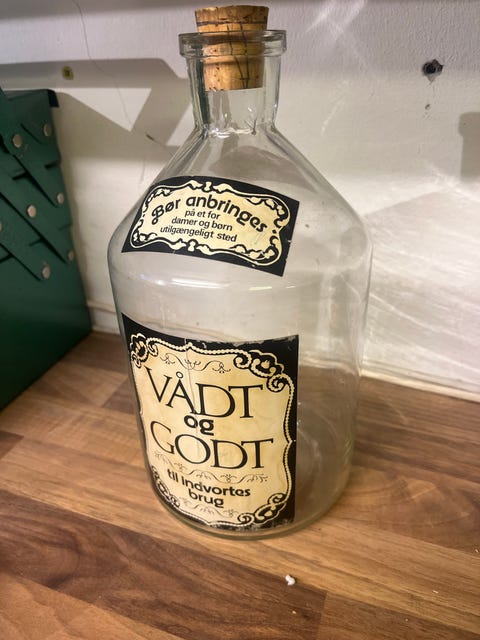 Bør anbringes
på et for
damer og børn
utilgængeligt sted
VÅDT
og
GODT
til indvortes
brug